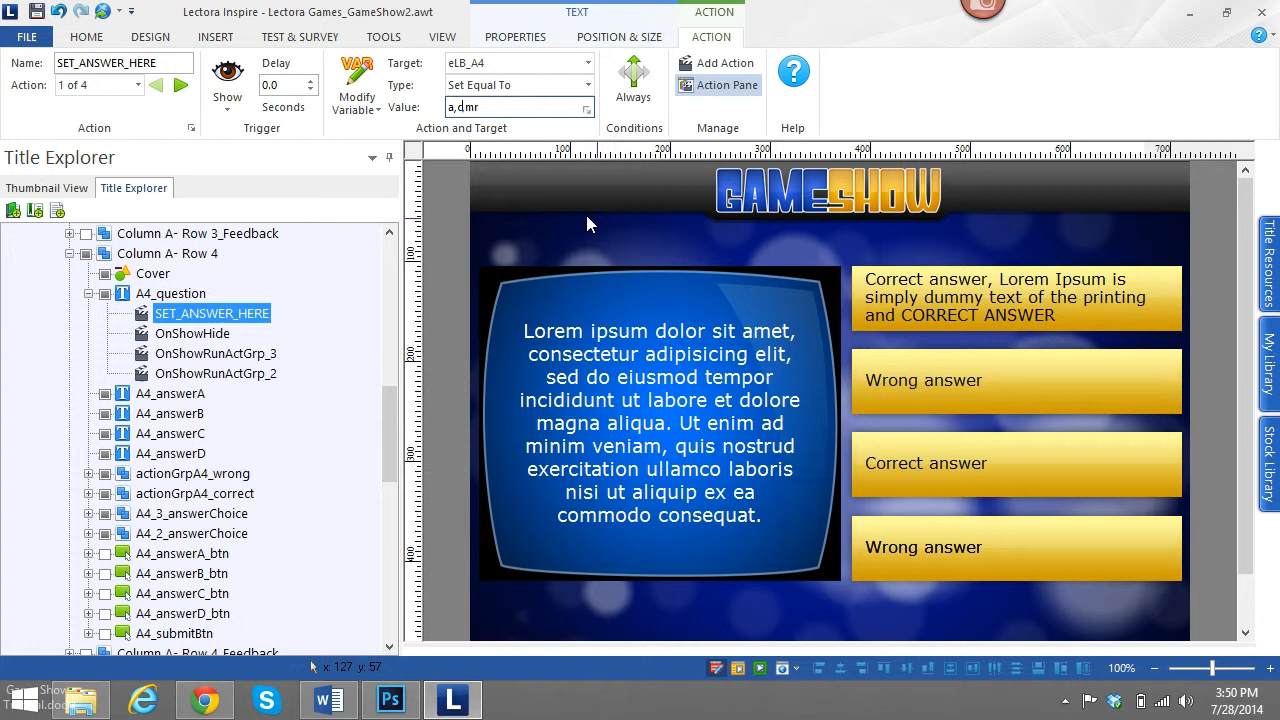 Lectora Inspire - Lectora Games_GameShow2.awt
TEXT
ACTION
FILE
HOME
DESIGN
INSERT
TEST & SURVEY
TOOLS
VIEW
PROPERTIES
POSITION & SIZE
ACTION
Name:
SET_ANSWER_HERE
Action:
1 of 4
Action
Show
Delay
0.0
Seconds
Trigger
Modify
Variable
Target:
eLB_A4
Type:
Set Equal To
Value:
Action and Target
Always
Conditions
Add Action
Action Pane
Manage
Help
Title Explorer
Thumbnail View
Title Explorer
Column A- Row 3_Feedback
Column A- Row 4
Cover
A4_question
SET_ANSWER_HERE
OnShowHide
OnShowRunActGrp_3
OnShowRunActGrp_2
A4_answerA
A4_answerB
A4_answerC
A4_answerD
actionGrpA4_wrong
actionGrpA4_correct
A4_3_answerChoice
A4_2_answerChoice
A4_answerA_btn
A4_answerB_btn
A4_answerC_btn
A4_answerD_btn
A4_submitBtn
Column A- Row 4_Feedback
0
100
200
300
400
500
600
700
GAMESHOW
Lorem ipsum dolor sit amet,
consectetur adipisicing elit,
sed do eiusmod tempor
incididunt ut labore et dolore
magna aliqua. Ut enim ad
minim veniam, quis nostrud
exercitation ullamco laboris
nisi ut aliquip ex ea
commodo consequat.
Correct answer, Lorem Ipsum is
simply dummy text of the printing
and CORRECT ANSWER
Wrong answer
Correct answer
Wrong answer
Title Resources
My Library
Stock Library
x: 127 y: 57
100%
3:50 PM
7/28/2014